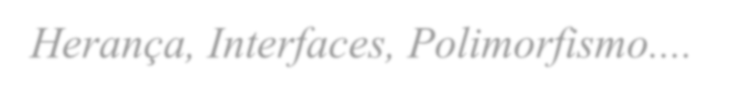 Herança, Interfaces, Polimorfismo....